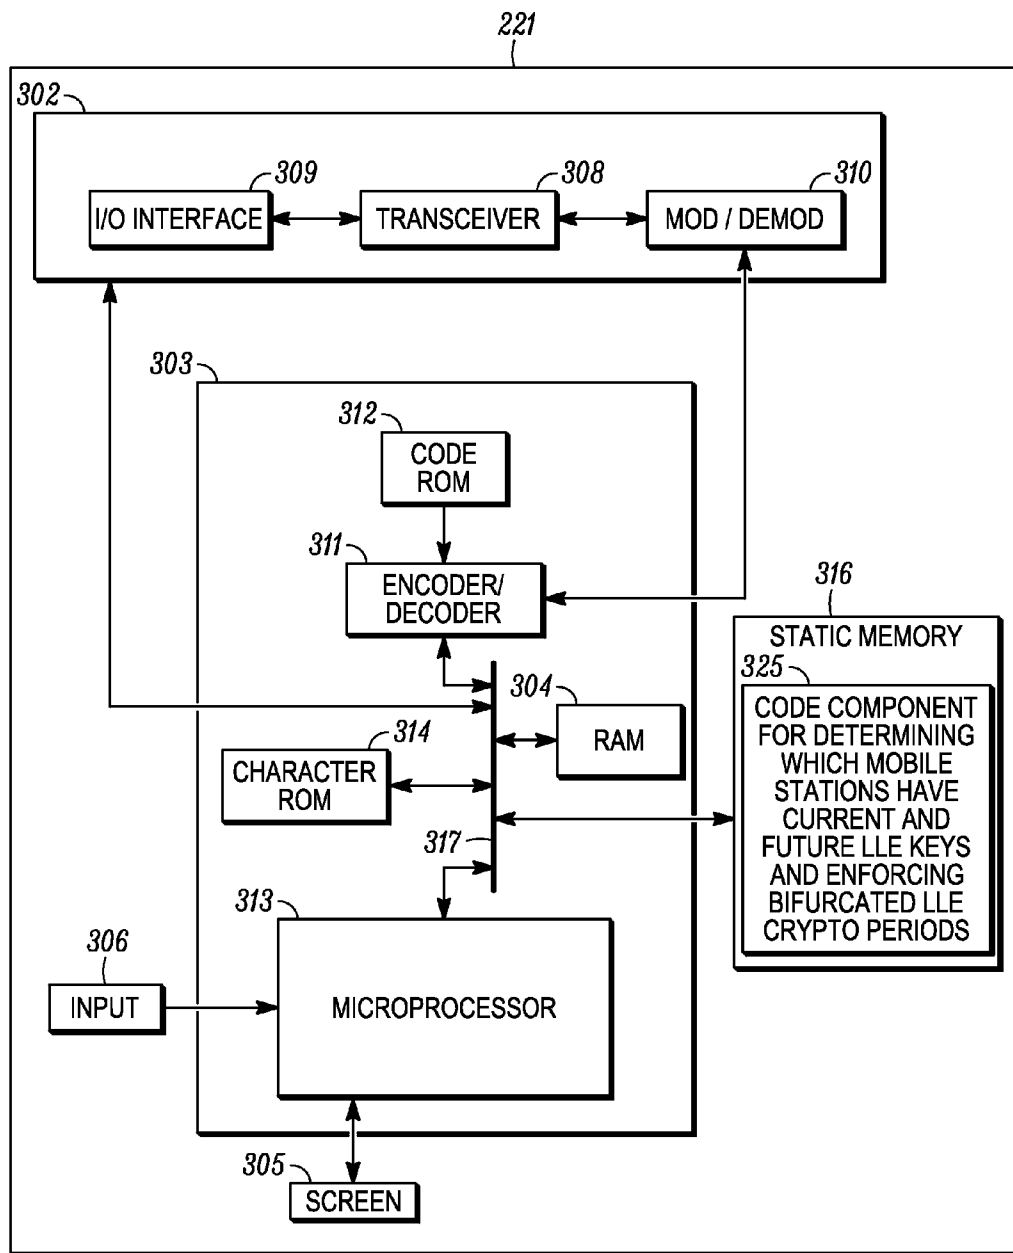 221
302
309
308
310
I/O INTERFACE
TRANSCEIVER
MOD / DEMOD
303
312
CODE
ROM
311
ENCODER/
DECODER
316
STATIC MEMORY
304
RAM
325
CODE COMPONENT
FOR DETERMINING
WHICH MOBILE
STATIONS HAVE
CURRENT AND
FUTURE LLE KEYS
AND ENFORCING
BIFURCATED LLE
CRYPTO PERIODS
314
CHARACTER
ROM
317
313
MICROPROCESSOR
306
INPUT
305
SCREEN